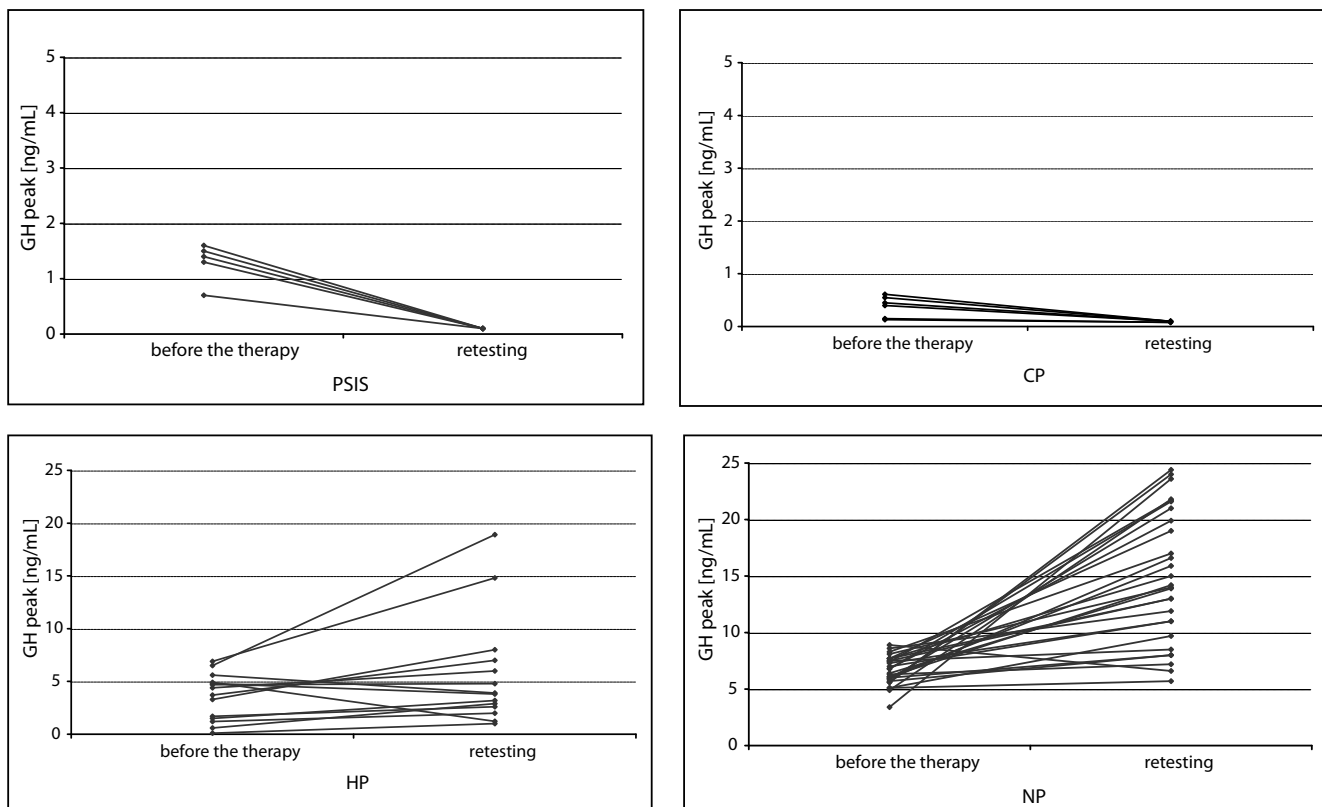 GH peak [ng/mL]
5
4
3
2
1
0
before the therapy retesting
PSIS
GH peak [ng/mL]
5
4
3
2
1
0
before the therapy retesting
CP
GH peak [ng/mL]
25
20
15
10
5
0
before the therapy retesting
HP
GH peak [ng/mL]
25
20
15
10
5
0
before the therapy retesting
NP